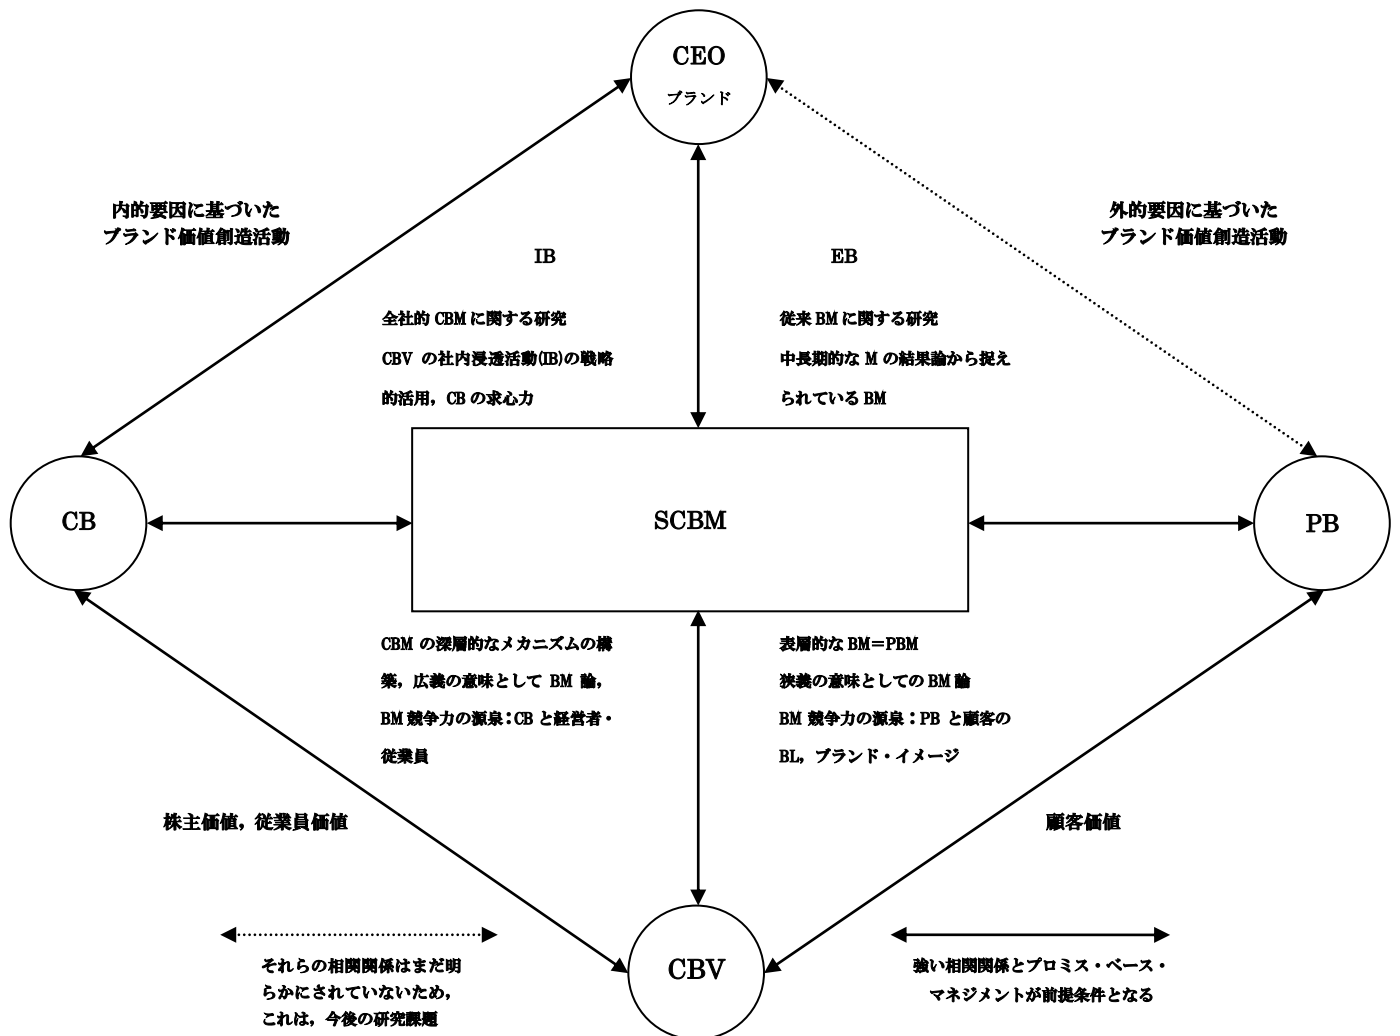 CEO
ブランド
内的要因に基づいた
ブランド価値創造活動
外的要因に基づいた
ブランド価値創造活動
IB
EB
全社的 CBM に関する研究
CBV の社内浸透活動(IB)の戦略
的活用，CB の求心力
従来 BM に関する研究
中長期的な M の結果論から捉え
られている BM
CB
SCBM
PB
CBM の深層的なメカニズムの構
築，広義の意味として BM 論，
BM 競争力の源泉：CB と経営者・
従業員
表層的な BM＝PBM
狭義の意味としての BM 論
BM 競争力の源泉：PB と顧客の
BL，ブランド・イメージ
株主価値，従業員価値
顧客価値
CBV
それらの相関関係はまだ明
らかにされていないため，
これは，今後の研究課題
強い相関関係とプロミス・ベース・
マネジメントが前提条件となる